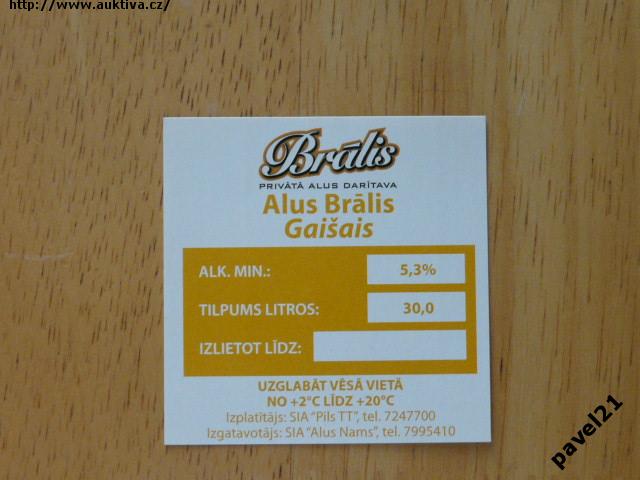 http://www.auktiva.cz/
Brālis
PRIVĀTĀ ALUS DARĪTAVA
Alus Brālis
Gaišais
ALK. MIN.: 5,3%
TILPUMS LITROS: 30,0
IZLIETOT LĪDZ:
UZGLABĀT VĒSĀ VIETĀ
NO +2°C LĪDZ +20°C
Izplatītājs: SIA "Pils TT", tel. 7247700
Izgatavotājs: SIA "Alus Nams", tel. 7995410
pavel21